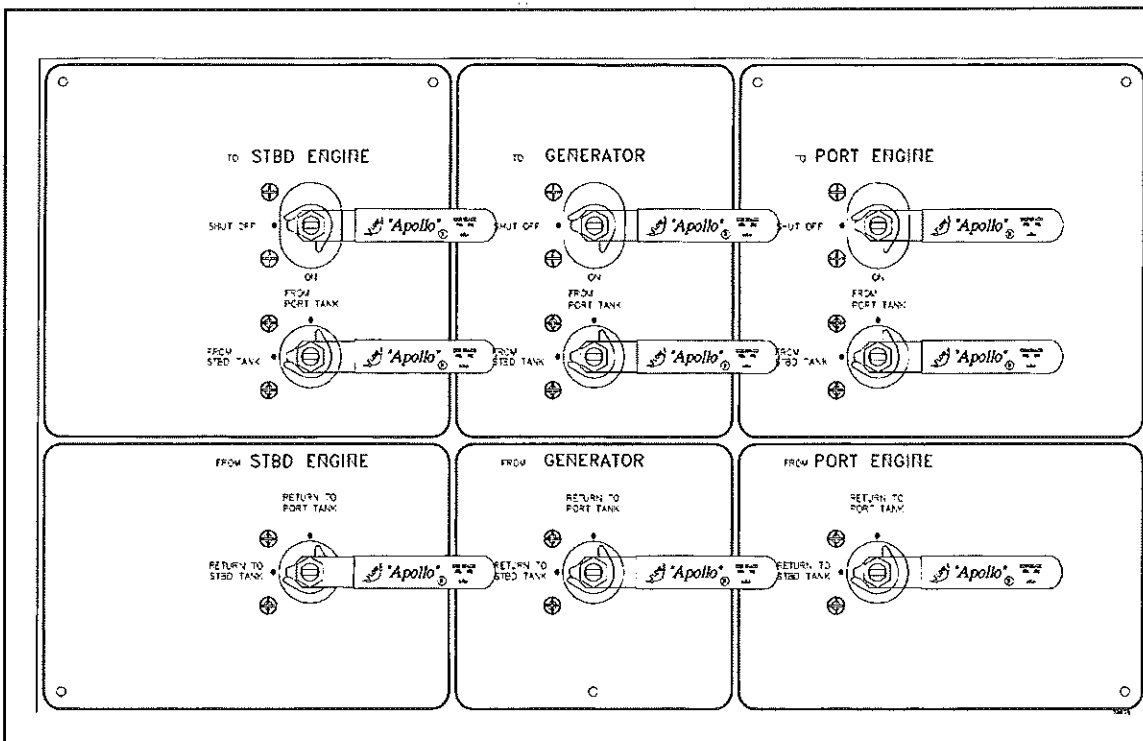 TO STBD ENGINE
SHUT OFF
"Apollo" ®
ON
FROM
PORT TANK
FROM
STBD TANK
"Apollo" ®
TO GENERATOR
SHUT OFF
"Apollo" ®
ON
FROM
PORT TANK
FROM
STBD TANK
"Apollo" ®
TO PORT ENGINE
SHUT OFF
"Apollo" ®
ON
FROM
PORT TANK
FROM
STBD TANK
"Apollo" ®
FROM STBD ENGINE
RETURN TO
PORT TANK
RETURN TO
STBD TANK
"Apollo" ®
FROM GENERATOR
RETURN TO
PORT TANK
RETURN TO
STBD TANK
"Apollo" ®
FROM PORT ENGINE
RETURN TO
PORT TANK
RETURN TO
STBD TANK
"Apollo" ®